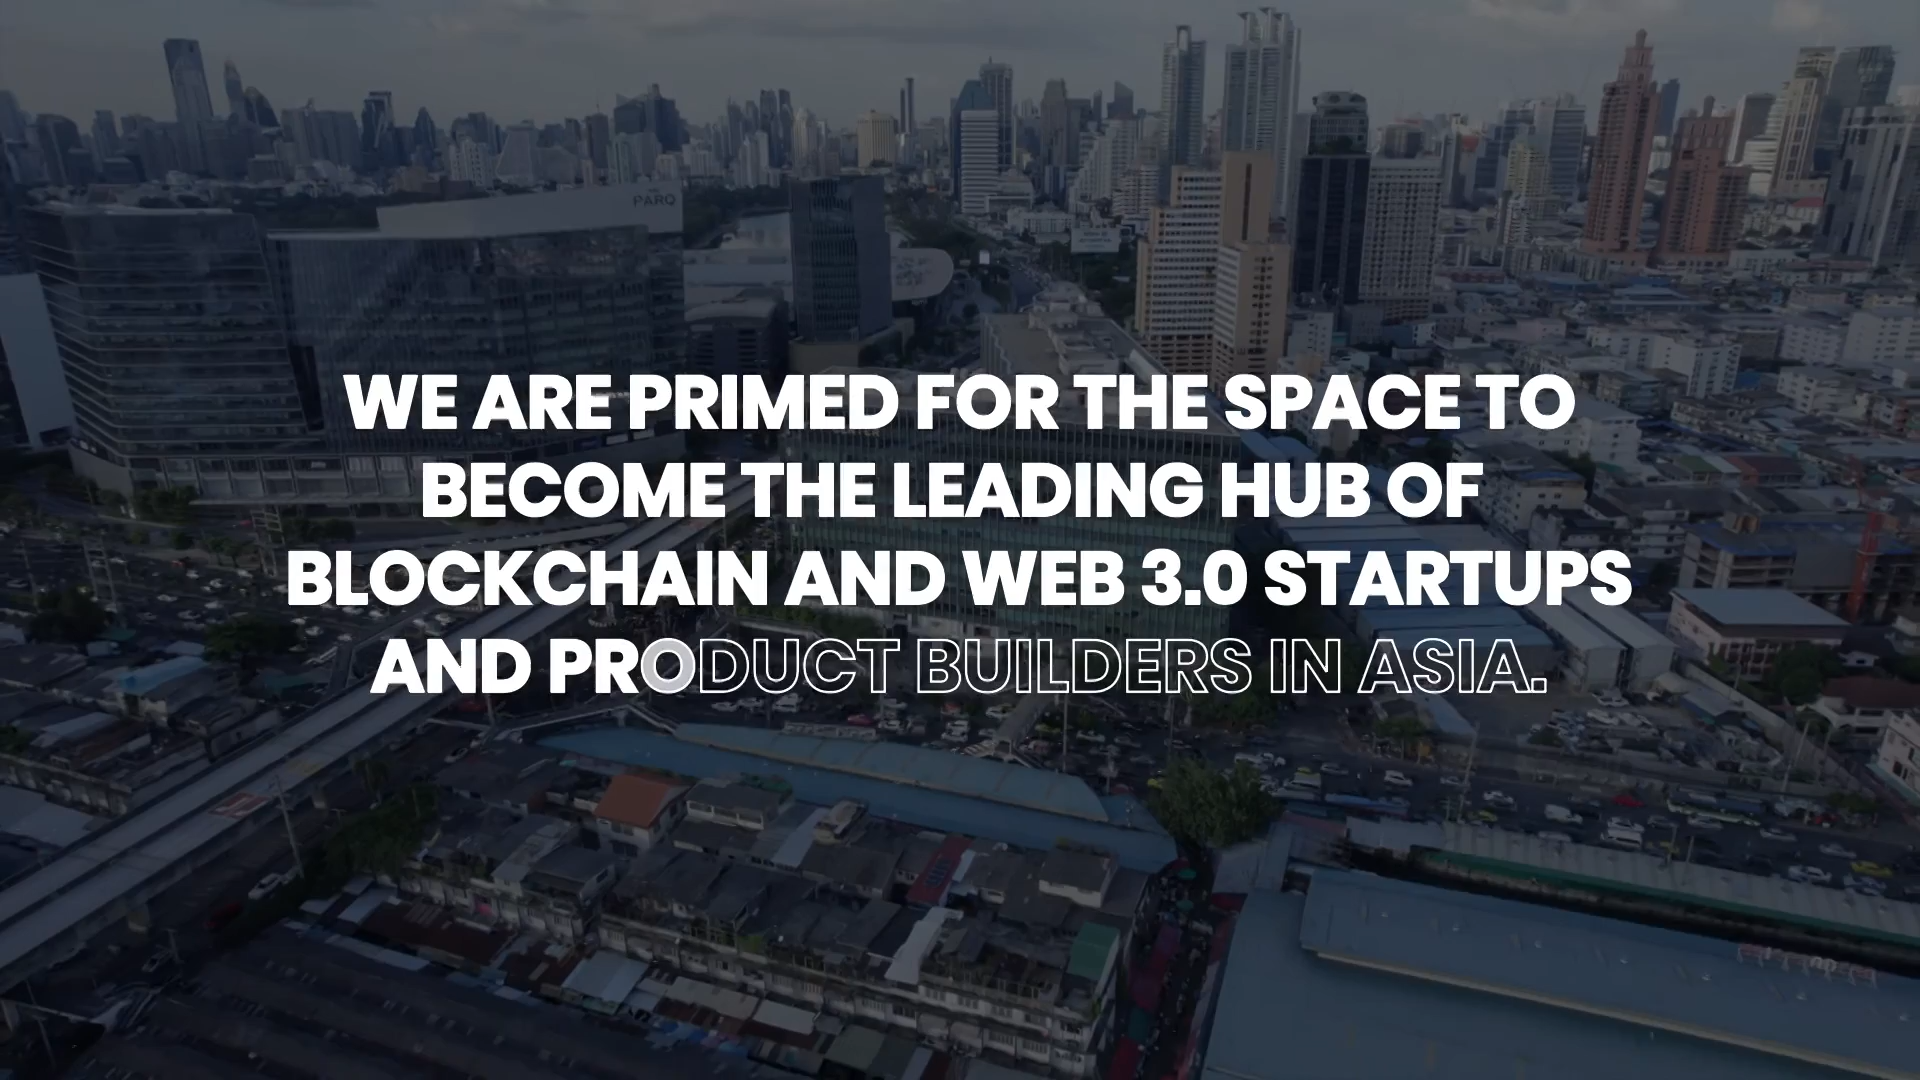 PARQ
WE ARE PRIMED FOR THE SPACE TO
BECOME THE LEADING HUB OF
BLOCKCHAIN AND WEB 3.0 STARTUPS
AND PRODUCT BUILDERS IN ASIA.